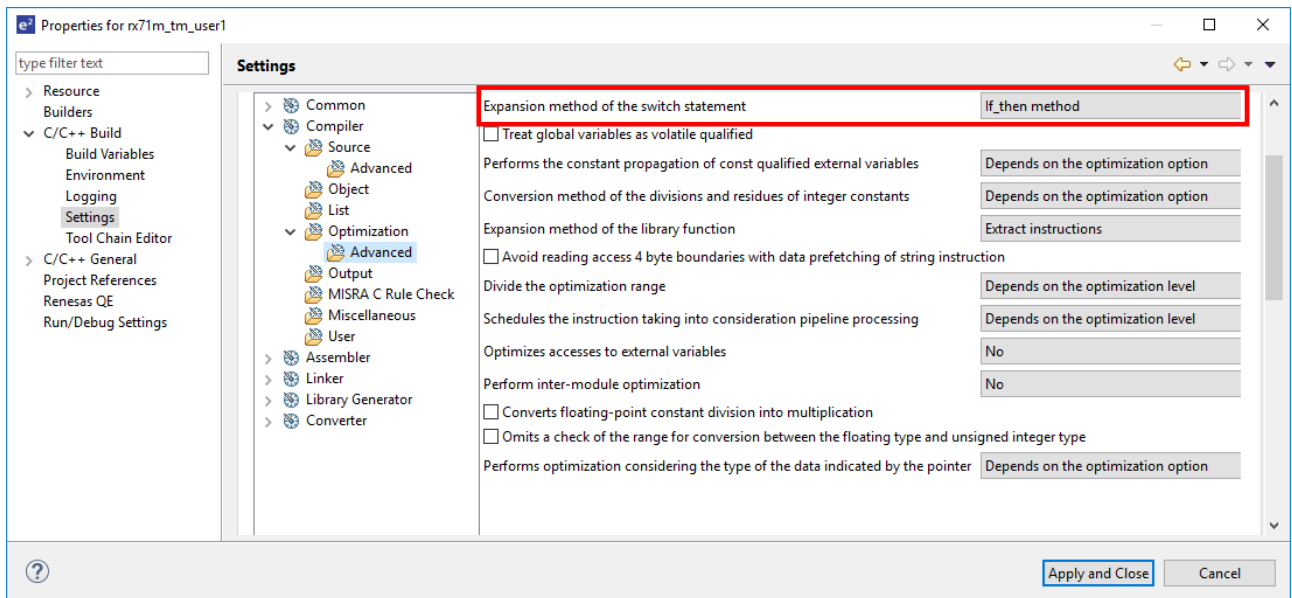 e² Properties for rx71m_tm_user1
type filter text
Resource
Builders
C/C++ Build
Build Variables
Environment
Logging
Settings
Tool Chain Editor
C/C++ General
Project References
Renesas QE
Run/Debug Settings
Settings
Common
Compiler
Source
Advanced
Object
List
Optimization
Advanced
Output
MISRA C Rule Check
Miscellaneous
User
Assembler
Linker
Library Generator
Converter
Expansion method of the switch statement If_then method
Treat global variables as volatile qualified
Performs the constant propagation of const qualified external variables Depends on the optimization option
Conversion method of the divisions and residues of integer constants Depends on the optimization option
Expansion method of the library function Extract instructions
Avoid reading access 4 byte boundaries with data prefetching of string instruction
Divide the optimization range Depends on the optimization level
Schedules the instruction taking into consideration pipeline processing Depends on the optimization level
Optimizes accesses to external variables No
Perform inter-module optimization No
Converts floating-point constant division into multiplication
Omits a check of the range for conversion between the floating type and unsigned integer type
Performs optimization considering the type of the data indicated by the pointer Depends on the optimization option
? Apply and Close Cancel